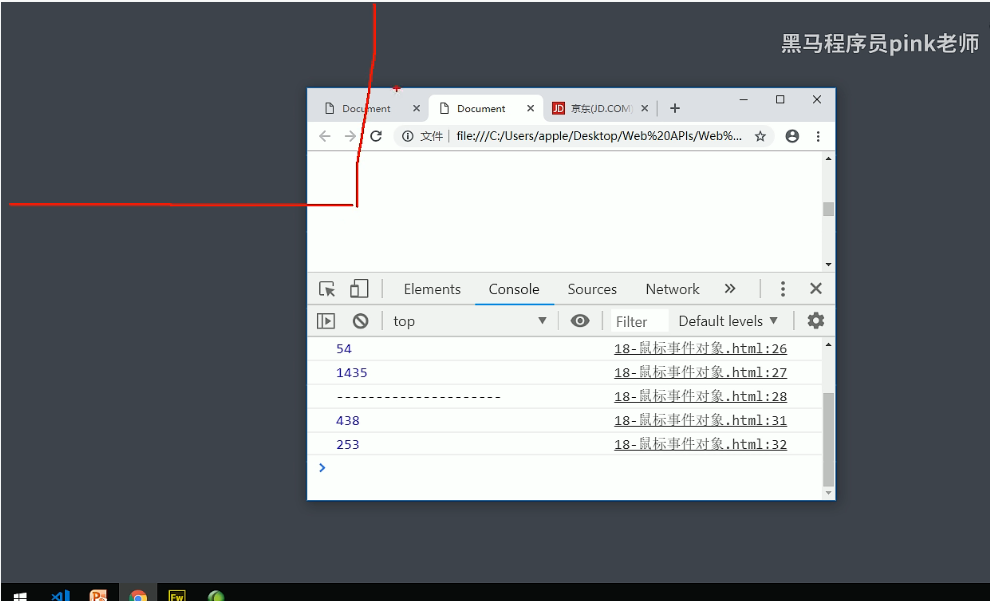 黑马程序员pink老师
Document
Document
JD 京东(JD.COM)
文件 file:///C:/Users/apple/Desktop/Web%20APIs/Web%...
Elements Console Sources Network »
top Filter Default levels
54 18-鼠标事件对象.html:26
1435 18-鼠标事件对象.html:27
--------------------- 18-鼠标事件对象.html:28
438 18-鼠标事件对象.html:31
253 18-鼠标事件对象.html:32
Fw